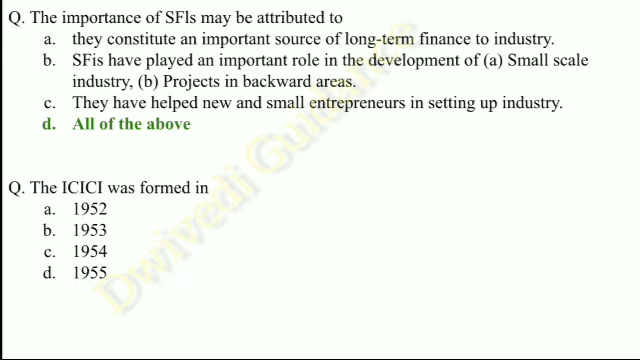 Q. The importance of SFls may be attributed to
a. they constitute an important source of long-term finance to industry.
b. SFis have played an important role in the development of (a) Small scale
industry, (b) Projects in backward areas.
c. They have helped new and small entrepreneurs in setting up industry.
d. All of the above
Q. The ICICI was formed in
a. 1952
b. 1953
c. 1954
d. 1955
Dwivedi Guidance